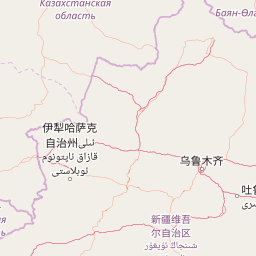 Казахстанская
область
Баян-Өлг
伊犁哈萨克
自治州 ئىلى
قازاق ئاپتونوم
ئوبلاستى
乌鲁木齐
吐鲁
新疆维吾
尔自治区
شىنجاڭ ئۇيغۇر